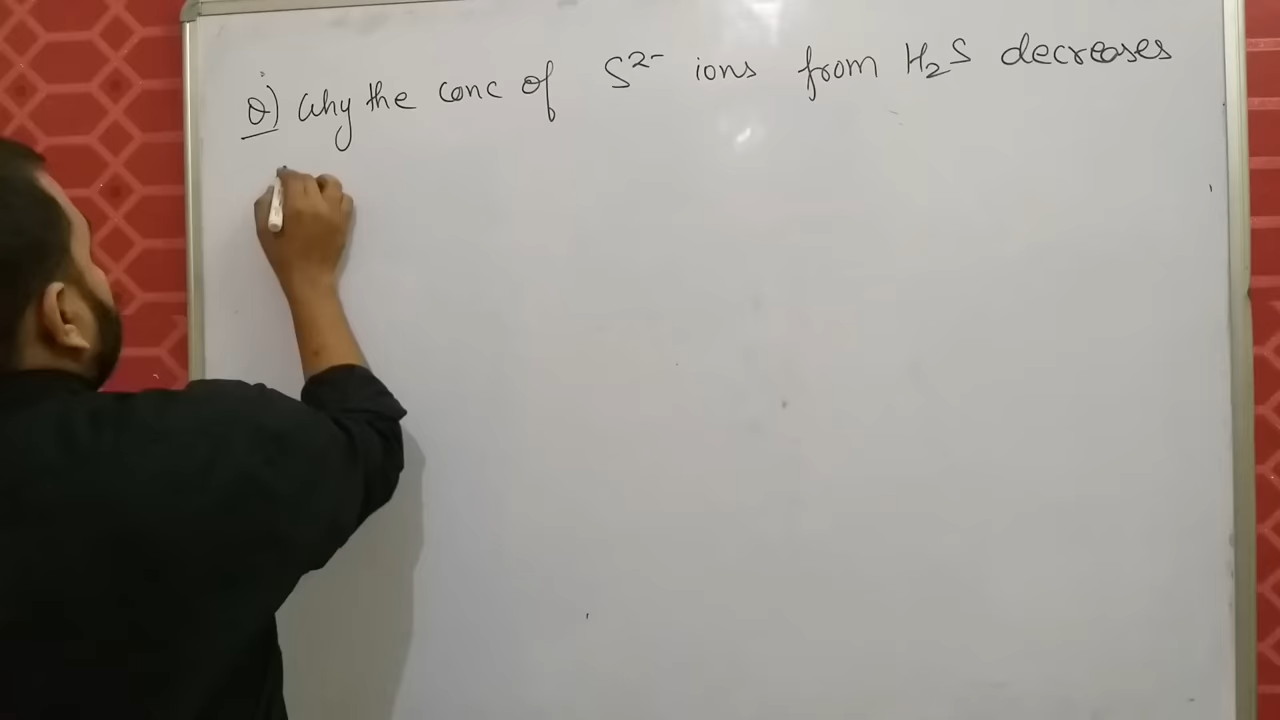 Q) Why the conc of S²⁻ ions from H₂S decreases